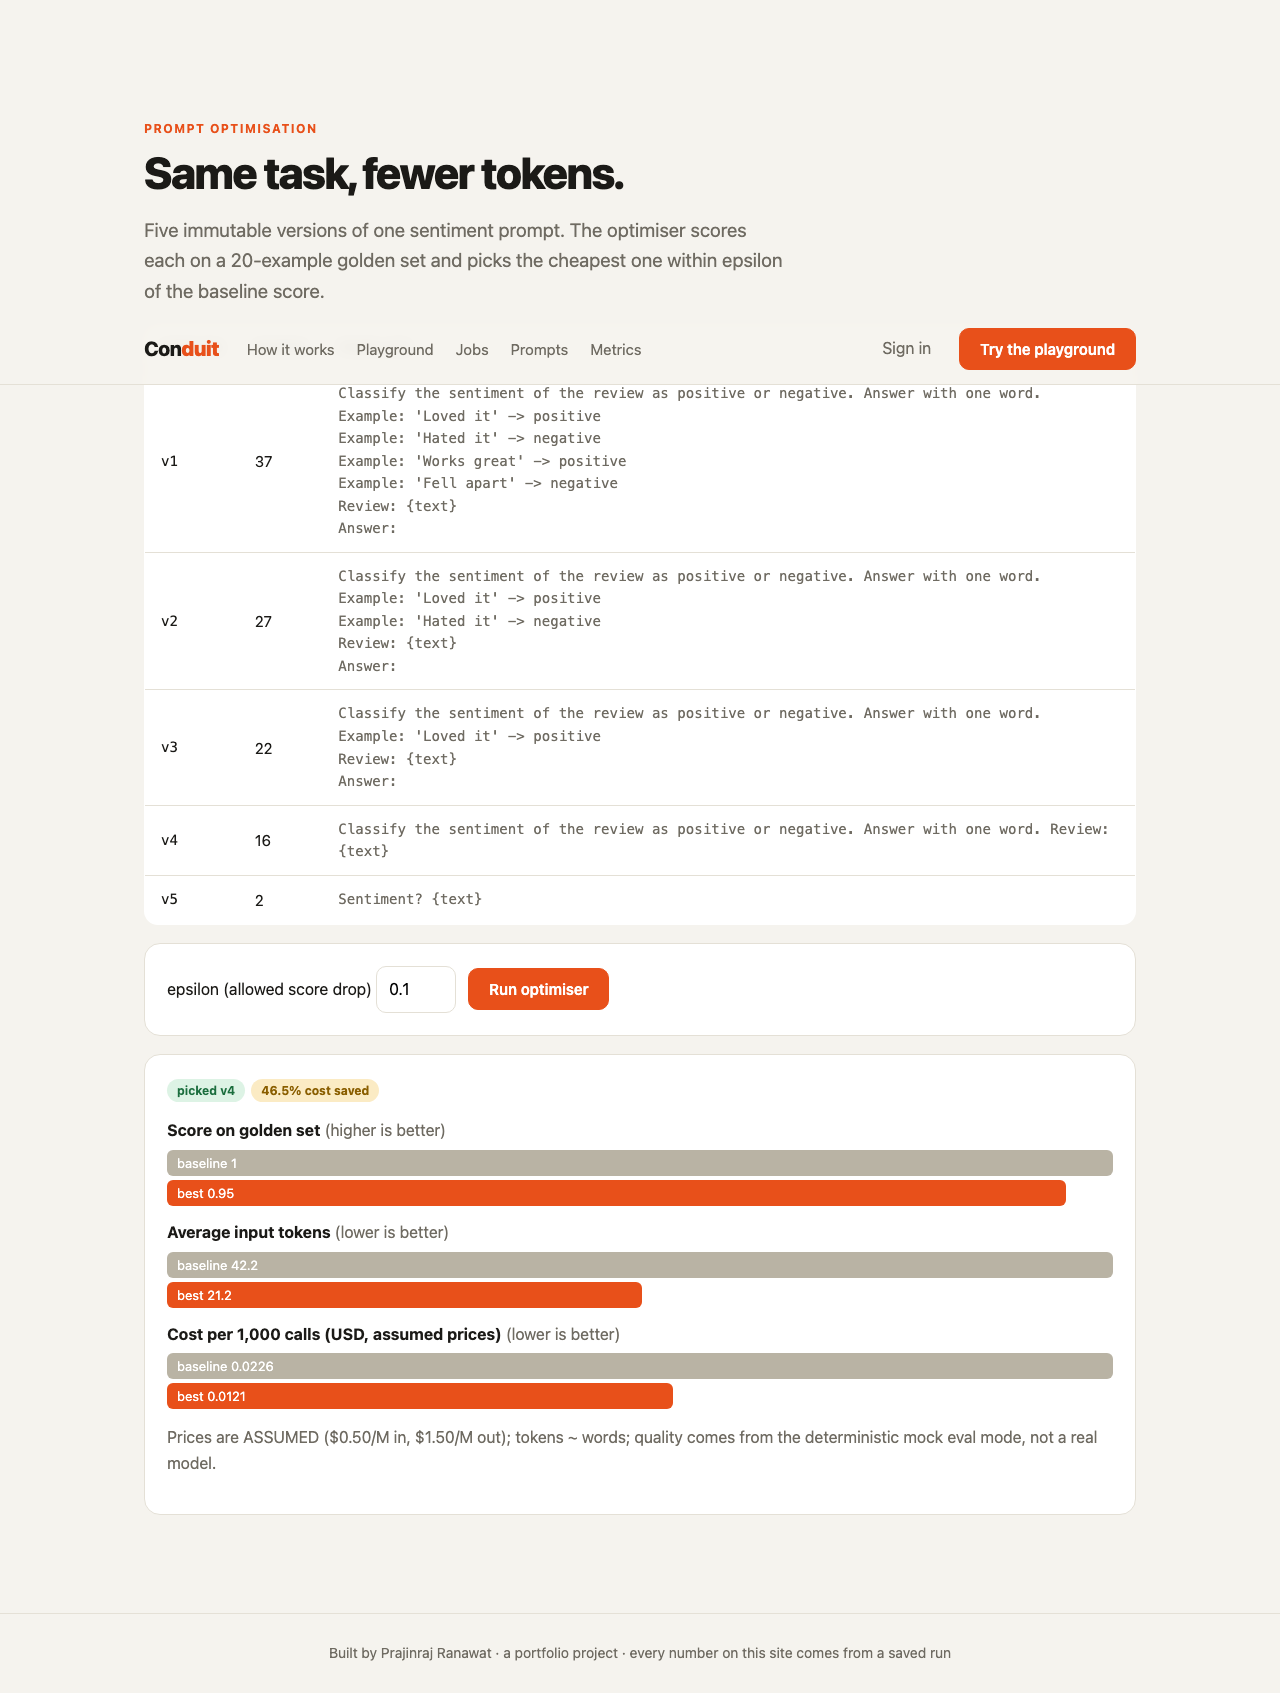 PROMPT OPTIMISATION
Same task, fewer tokens.
Five immutable versions of one sentiment prompt. The optimiser scores
each on a 20-example golden set and picks the cheapest one within epsilon
of the baseline score.
Conduit How it works Playground Jobs Prompts Metrics Sign in Try the playground
Classify the sentiment of the review as positive or negative. Answer with one word.
Example: 'Loved it' -> positive
Example: 'Hated it' -> negative
v1 37 Example: 'Works great' -> positive
Example: 'Fell apart' -> negative
Review: {text}
Answer:
Classify the sentiment of the review as positive or negative. Answer with one word.
Example: 'Loved it' -> positive
v2 27 Example: 'Hated it' -> negative
Review: {text}
Answer:
Classify the sentiment of the review as positive or negative. Answer with one word.
Example: 'Loved it' -> positive
v3 22 Review: {text}
Answer:
v4 16 Classify the sentiment of the review as positive or negative. Answer with one word. Review:
{text}
v5 2 Sentiment? {text}
epsilon (allowed score drop) 0.1 Run optimiser
picked v4 46.5% cost saved
Score on golden set (higher is better)
baseline 1
best 0.95
Average input tokens (lower is better)
baseline 42.2
best 21.2
Cost per 1,000 calls (USD, assumed prices) (lower is better)
baseline 0.0226
best 0.0121
Prices are ASSUMED ($0.50/M in, $1.50/M out); tokens ~ words; quality comes from the deterministic mock eval mode, not a real
model.
Built by Prajinraj Ranawat · a portfolio project · every number on this site comes from a saved run